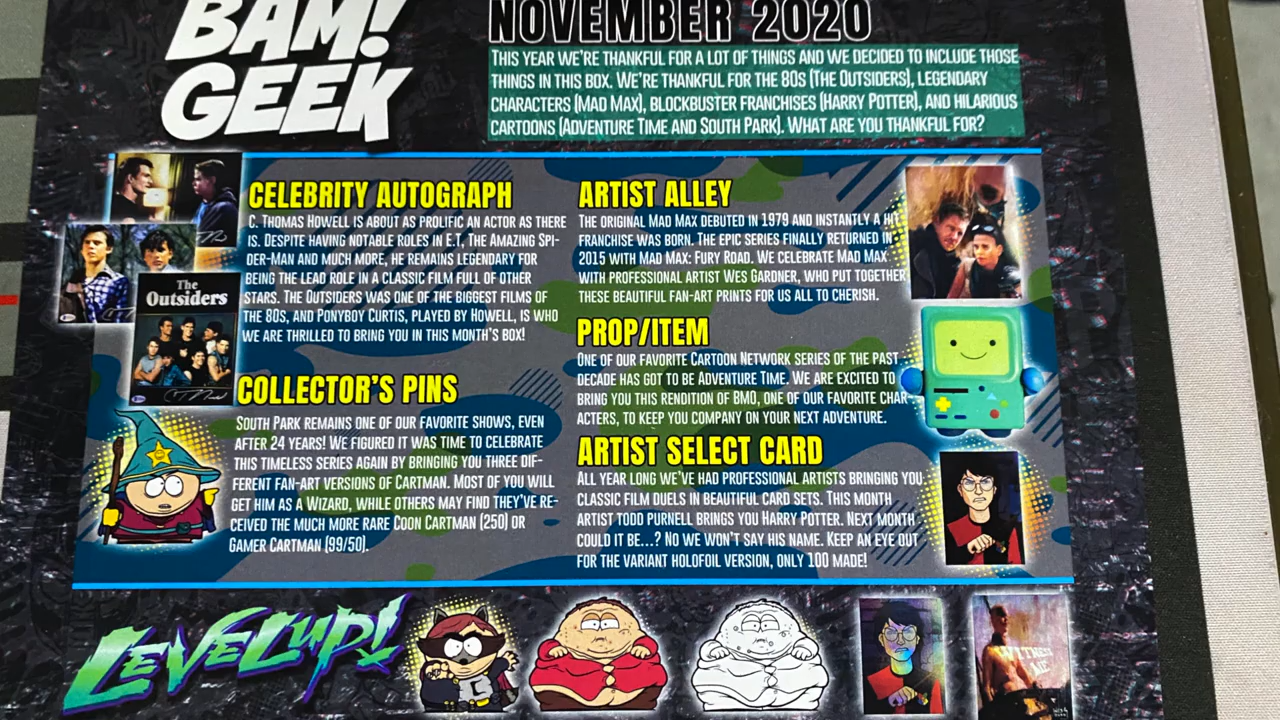 BAM!
GEEK
NOVEMBER 2020
THIS YEAR WE'RE THANKFUL FOR A LOT OF THINGS AND WE DECIDED TO INCLUDE THOSE
THINGS IN THIS BOX. WE'RE THANKFUL FOR THE 80S (THE OUTSIDERS), LEGENDARY
CHARACTERS (MAD MAX), BLOCKBUSTER FRANCHISES (HARRY POTTER), AND HILARIOUS
CARTOONS (ADVENTURE TIME AND SOUTH PARK). WHAT ARE YOU THANKFUL FOR?
CELEBRITY AUTOGRAPH
C. THOMAS HOWELL IS ABOUT AS PROLIFIC AN ACTOR AS THERE
IS. DESPITE HAVING NOTABLE ROLES IN E.T, THE AMAZING SPI-
DER-MAN AND MUCH MORE, HE REMAINS LEGENDARY FOR
BEING THE LEAD ROLE IN A CLASSIC FILM FULL OF OTHER
STARS. THE OUTSIDERS WAS ONE OF THE BIGGEST FILMS OF
THE 80S, AND PONYBOY CURTIS, PLAYED BY HOWELL, IS WHO
WE ARE THRILLED TO BRING YOU IN THIS MONTH'S BOX!
The
Outsiders
COLLECTOR'S PINS
SOUTH PARK REMAINS ONE OF OUR FAVORITE SHOWS, EVEN
AFTER 24 YEARS! WE FIGURED IT WAS TIME TO CELEBRATE
THIS TIMELESS SERIES AGAIN BY BRINGING YOU THREE DIF-
FERENT FAN-ART VERSIONS OF CARTMAN. MOST OF YOU WILL
GET HIM AS A WIZARD, WHILE OTHERS MAY FIND THEY'VE RE-
CEIVED THE MUCH MORE RARE COON CARTMAN (250) OR
GAMER CARTMAN (99/50).
ARTIST ALLEY
THE ORIGINAL MAD MAX DEBUTED IN 1979 AND INSTANTLY A HIT
FRANCHISE WAS BORN. THE EPIC SERIES FINALLY RETURNED IN
2015 WITH MAD MAX: FURY ROAD. WE CELEBRATE MAD MAX
WITH PROFESSIONAL ARTIST WES GARDNER, WHO PUT TOGETHER
THESE BEAUTIFUL FAN-ART PRINTS FOR US ALL TO CHERISH.
PROP/ITEM
ONE OF OUR FAVORITE CARTOON NETWORK SERIES OF THE PAST
DECADE HAS GOT TO BE ADVENTURE TIME. WE ARE EXCITED TO
BRING YOU THIS RENDITION OF BMO, ONE OF OUR FAVORITE CHAR-
ACTERS, TO KEEP YOU COMPANY ON YOUR NEXT ADVENTURE.
ARTIST SELECT CARD
ALL YEAR LONG WE'VE HAD PROFESSIONAL ARTISTS BRINGING YOU
CLASSIC FILM DUELS IN BEAUTIFUL CARD SETS. THIS MONTH
ARTIST TODD PURNELL BRINGS YOU HARRY POTTER. NEXT MONTH
COULD IT BE...? NO WE WON'T SAY HIS NAME. KEEP AN EYE OUT
FOR THE VARIANT HOLOFOIL VERSION, ONLY 100 MADE!
LEVEL UP!